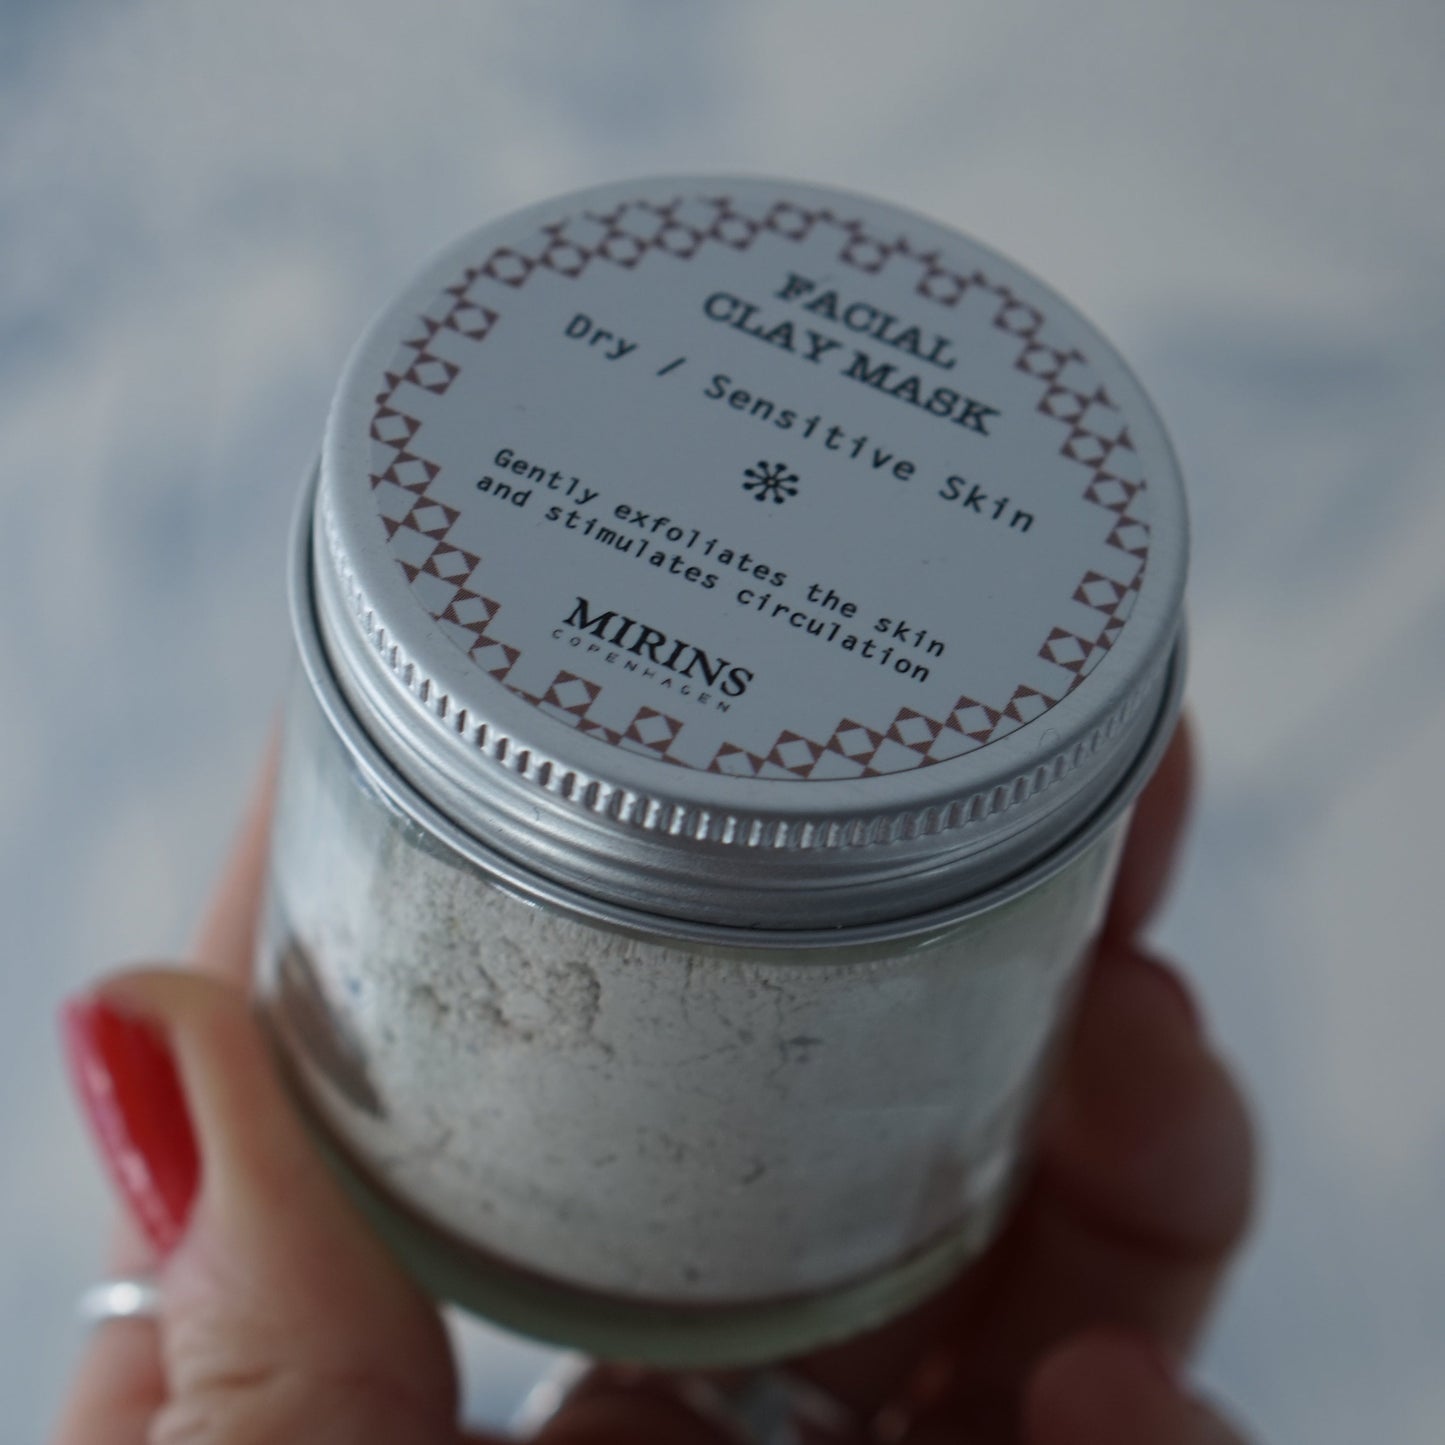 FACIAL
CLAY MASK
Dry / Sensitive Skin
Gently exfoliates the skin
and stimulates circulation
MIRINS
COPENHAGEN